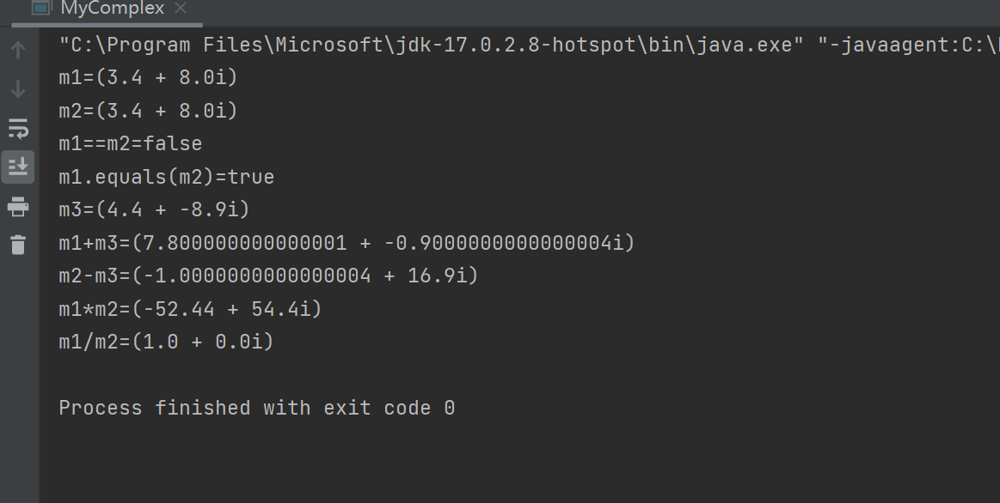 MyComplex
"C:\Program Files\Microsoft\jdk-17.0.2.8-hotspot\bin\java.exe" "-javaagent:C:\
m1=(3.4 + 8.0i)
m2=(3.4 + 8.0i)
m1==m2=false
m1.equals(m2)=true
m3=(4.4 + -8.9i)
m1+m3=(7.800000000000001 + -0.9000000000000004i)
m2-m3=(-1.0000000000000004 + 16.9i)
m1*m2=(-52.44 + 54.4i)
m1/m2=(1.0 + 0.0i)
Process finished with exit code 0